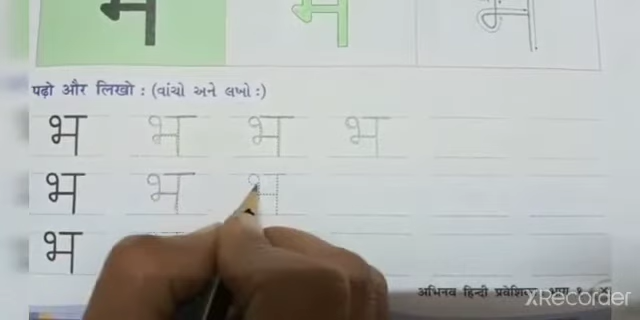 भ भ भ
पढ़ो और लिखो : (વાંચો અને લખો :)
भ भ भ भ
भ भ भ
भ
अभिनव हिन्दी प्रवेशिका
XRecorder